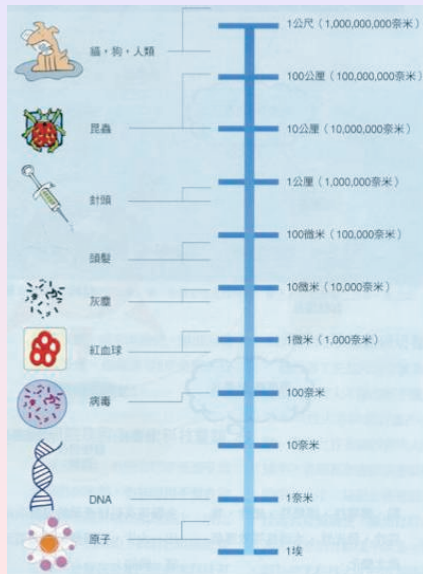 1公尺（1,000,000,000奈米）
貓，狗，人類
100公厘（100,000,000奈米）
昆蟲
10公厘（10,000,000奈米）
1公厘（1,000,000奈米）
針頭
100微米（100,000奈米）
頭髮
10微米（10,000奈米）
灰塵
1微米（1,000奈米）
紅血球
100奈米
病毒
10奈米
DNA
1奈米
原子
1埃